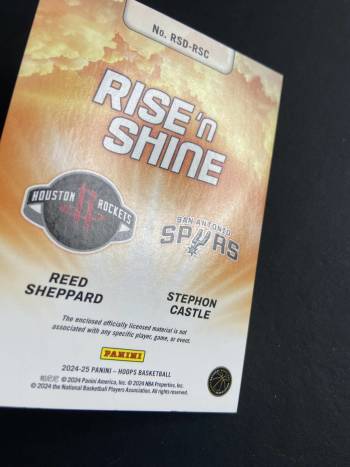 No. RSD-RSC
RISE 'n
SHINE
HOUSTON ROCKETS
SAN ANTONIO
SPURS
REED
SHEPPARD
STEPHON
CASTLE
The enclosed officially licensed material is not
associated with any specific player, game, or event.
PANINI
2024-25 PANINI – HOOPS BASKETBALL
© 2024 Panini America, Inc. © 2024 NBA Properties, Inc.
© 2024 the National Basketball Players Association. All rights reserved.